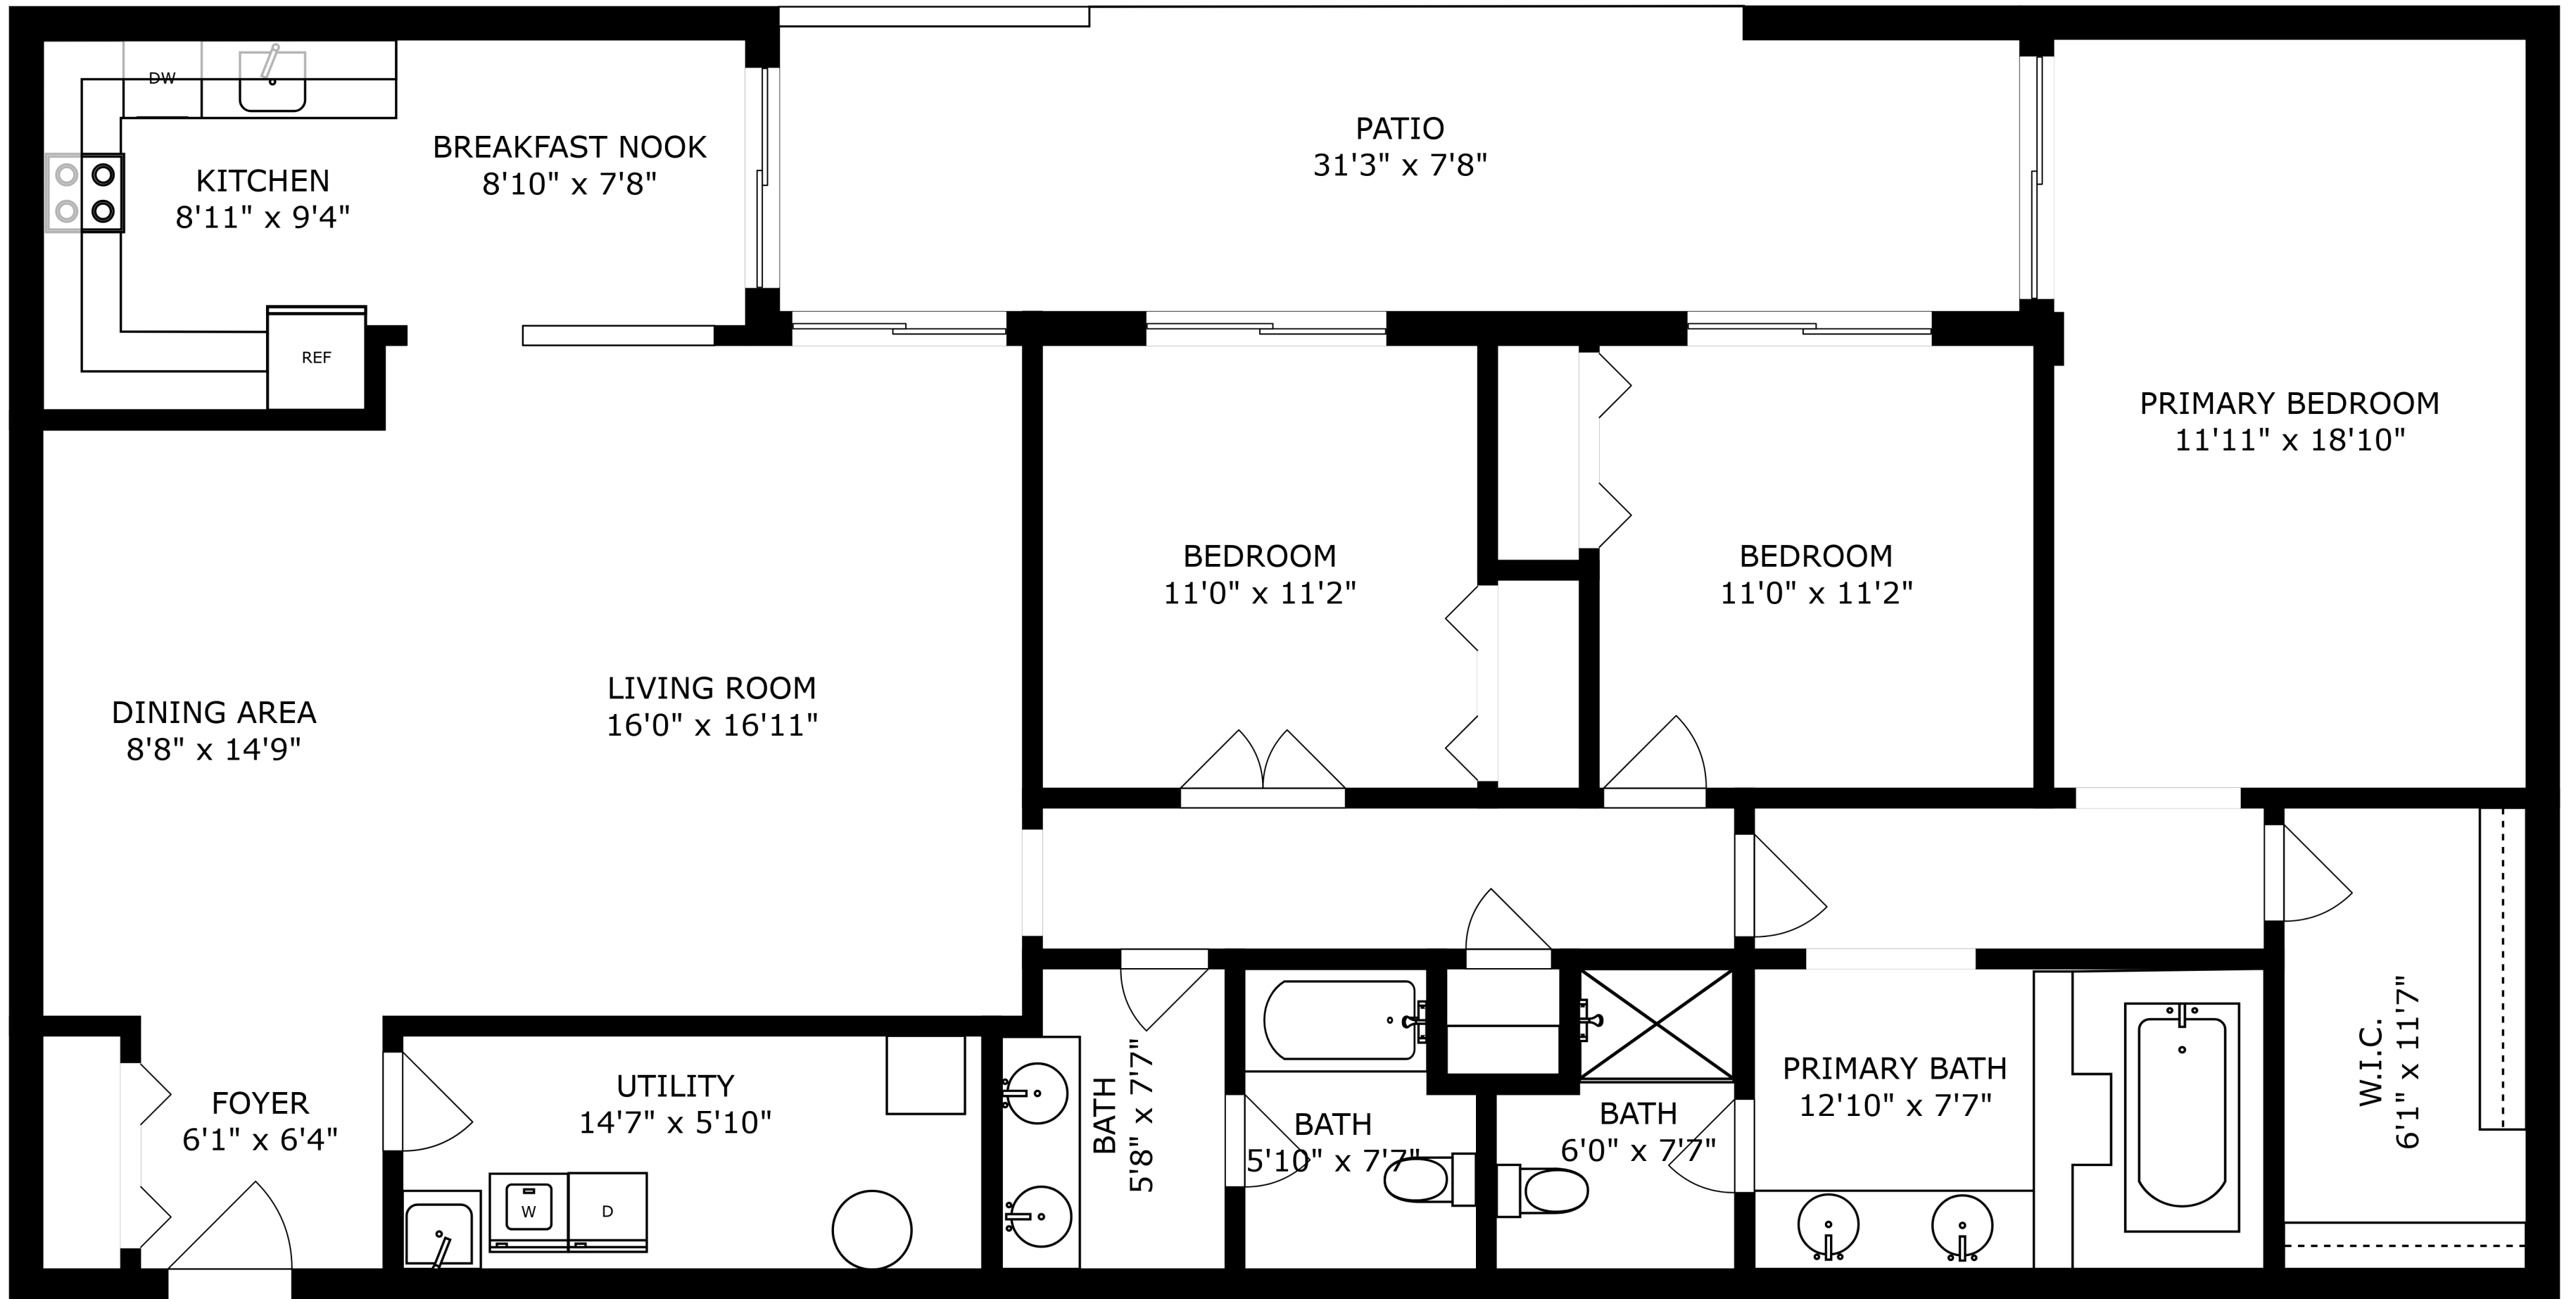 DW
KITCHEN
8'11" x 9'4"
BREAKFAST NOOK
8'10" x 7'8"
PATIO
31'3" x 7'8"
REF
PRIMARY BEDROOM
11'11" x 18'10"
BEDROOM
11'0" x 11'2"
BEDROOM
11'0" x 11'2"
DINING AREA
8'8" x 14'9"
LIVING ROOM
16'0" x 16'11"
FOYER
6'1" x 6'4"
UTILITY
14'7" x 5'10"
W
D
BATH
5'8" x 7'7"
BATH
5'10" x 7'7"
BATH
6'0" x 7'7"
PRIMARY BATH
12'10" x 7'7"
W.I.C.
6'1" x 11'7"